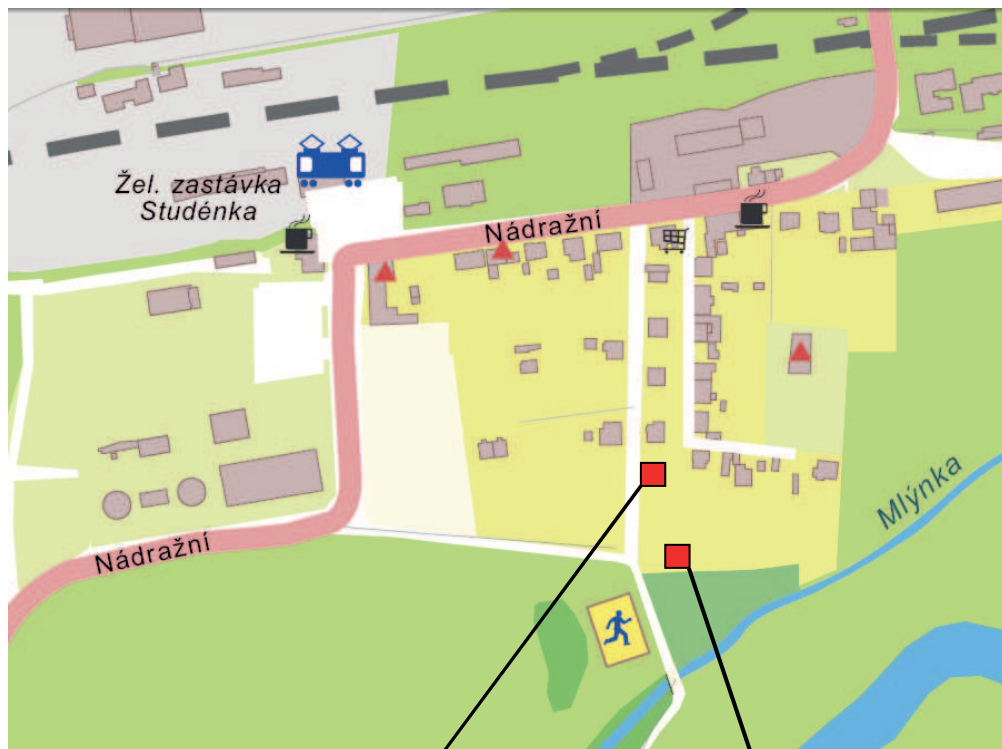 Žel. zastávka
Studénka
Nádražní
Mlýnka
Nádražní